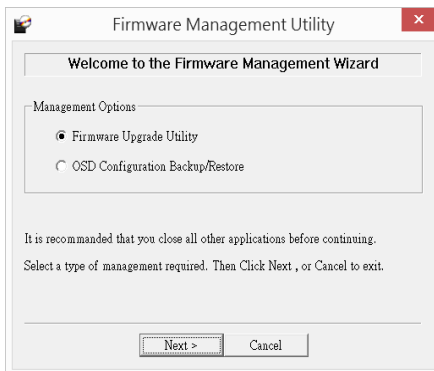 Firmware Management Utility
Welcome to the Firmware Management Wizard
Management Options
Firmware Upgrade Utility
OSD Configuration Backup/Restore
It is recommanded that you close all other applications before continuing.
Select a type of management required. Then Click Next , or Cancel to exit.
Next >
Cancel